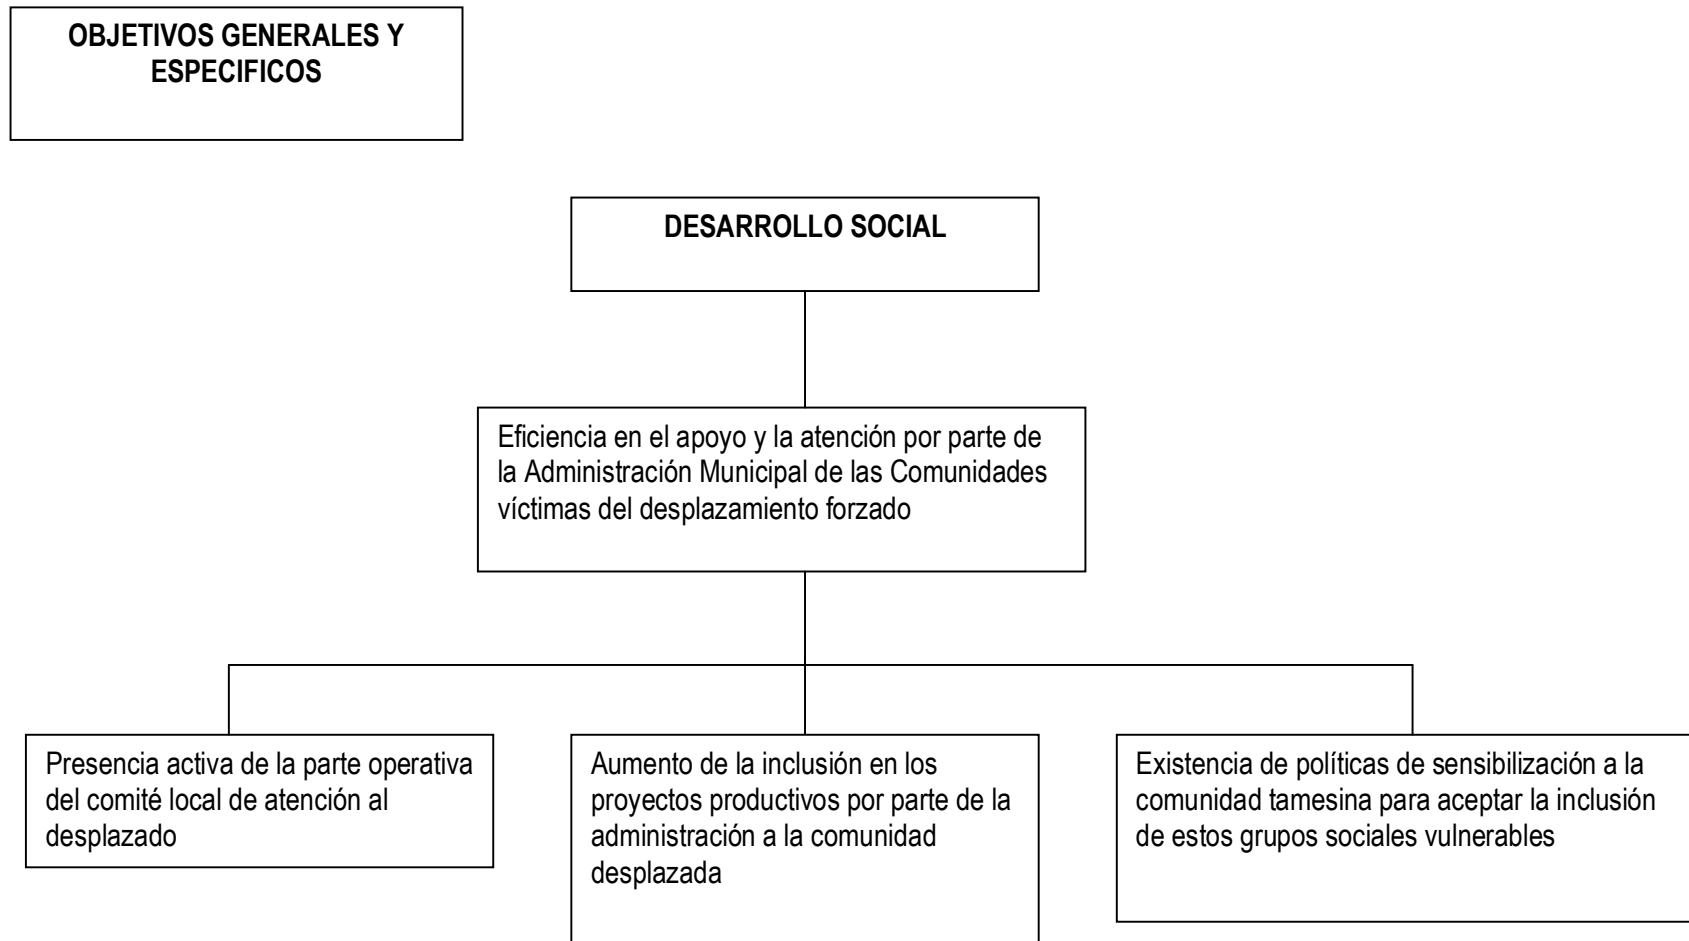 OBJETIVOS GENERALES Y
ESPECIFICOS
DESARROLLO SOCIAL
Eficiencia en el apoyo y la atención por parte de
la Administración Municipal de las Comunidades
víctimas del desplazamiento forzado
Presencia activa de la parte operativa
del comité local de atención al
desplazado
Aumento de la inclusión en los
proyectos productivos por parte de la
administración a la comunidad
desplazada
Existencia de políticas de sensibilización a la
comunidad tamesina para aceptar la inclusión
de estos grupos sociales vulnerables